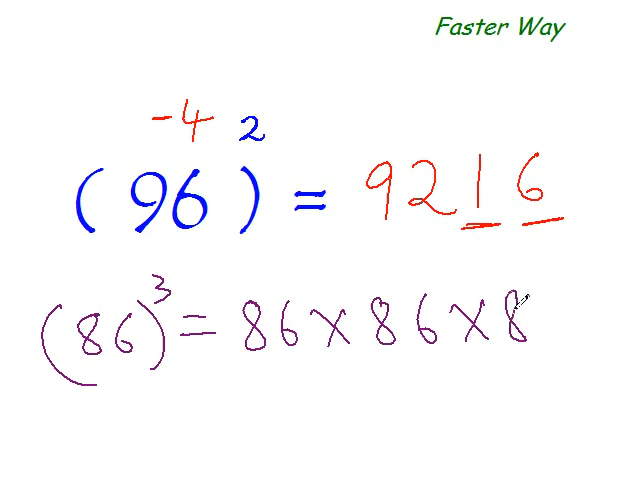 Faster Way
-4
(96)² = 9216
(86)³ = 86 × 86 × 8